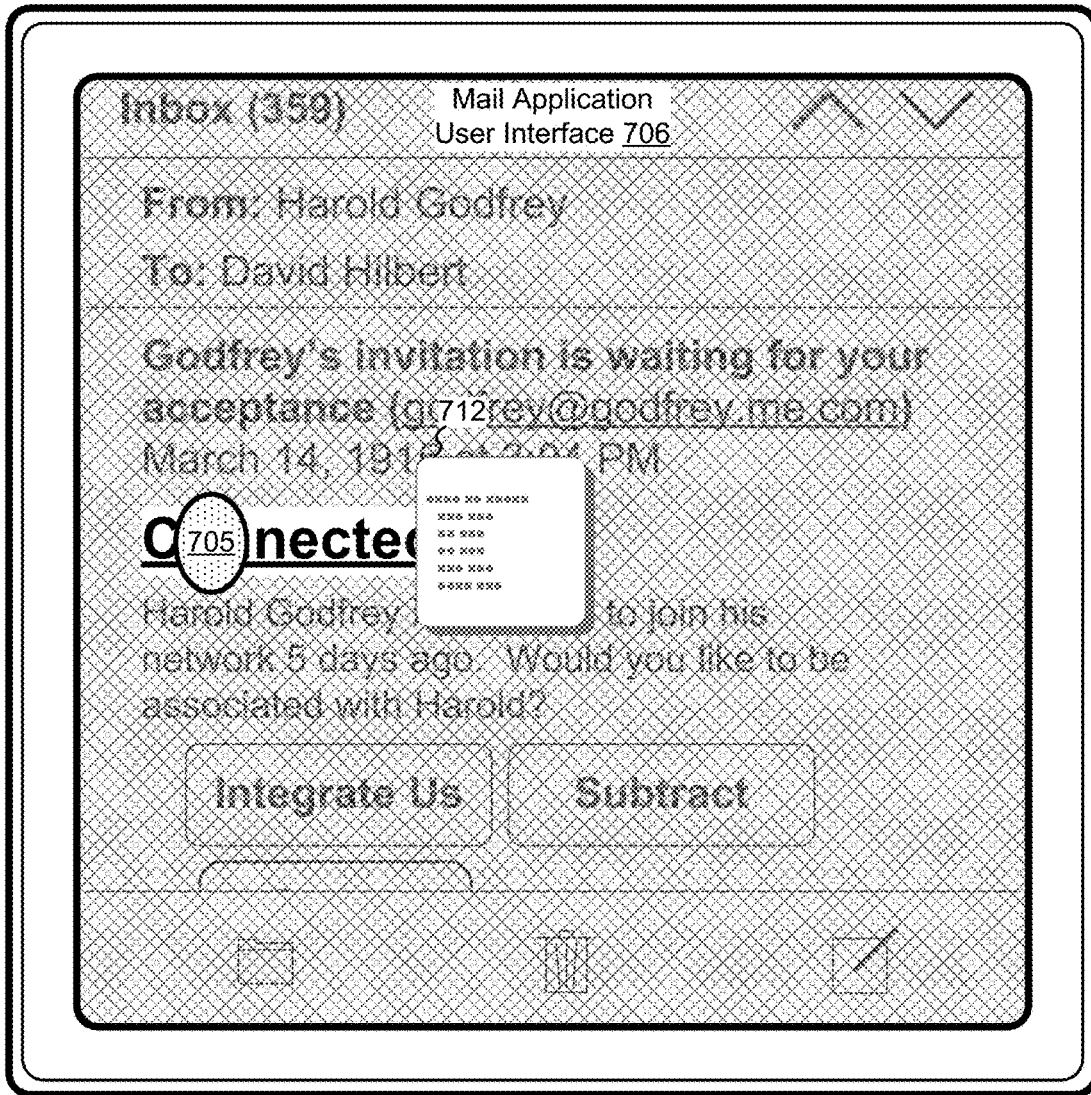 Inbox (359)
Mail Application
User Interface 706
From: Harold Godfrey
To: David Hilbert
Godfrey's invitation is waiting for your
acceptance (g rey@godfrey.me.com)
712
March 14, 191 PM
705
C nected
Harold Godfrey to join his
network 5 days ago. Would you like to be
associated with Harold?
Integrate Us
Subtract